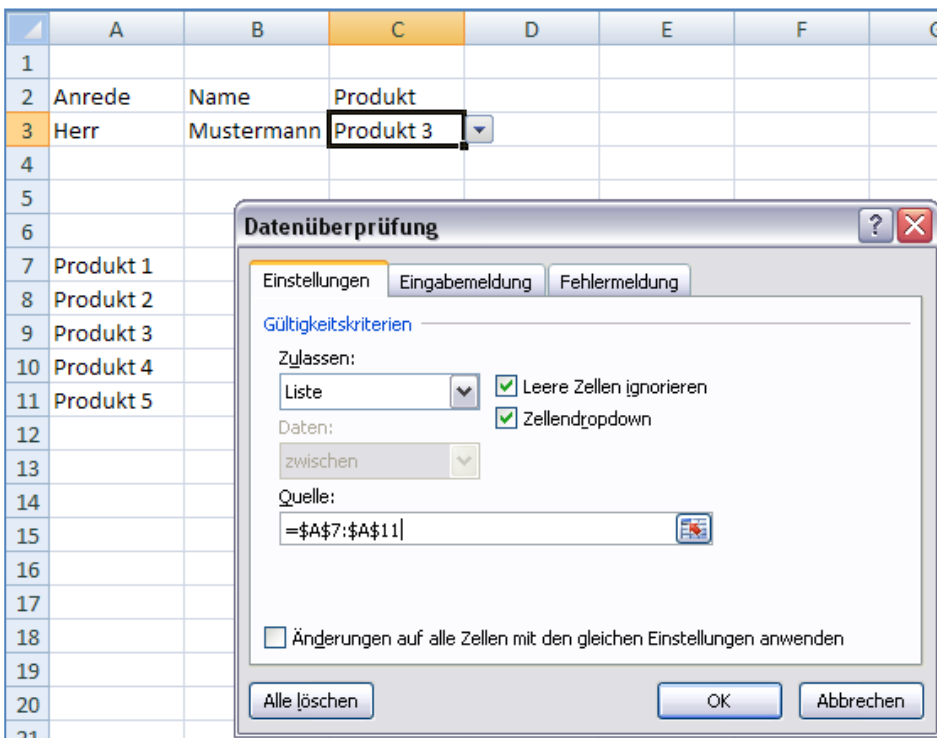 A B C D E F
1
2 Anrede Name Produkt
3 Herr Mustermann Produkt 3
4
5
6
7 Produkt 1
8 Produkt 2
9 Produkt 3
10 Produkt 4
11 Produkt 5
12
13
14
15
16
17
18
19
20
21
Datenüberprüfung
Einstellungen Eingabemeldung Fehlermeldung
Gültigkeitskriterien
Zulassen:
Liste
Leere Zellen ignorieren
Zellendropdown
Daten:
zwischen
Quelle:
=$A$7:$A$11
Änderungen auf alle Zellen mit den gleichen Einstellungen anwenden
Alle löschen OK Abbrechen